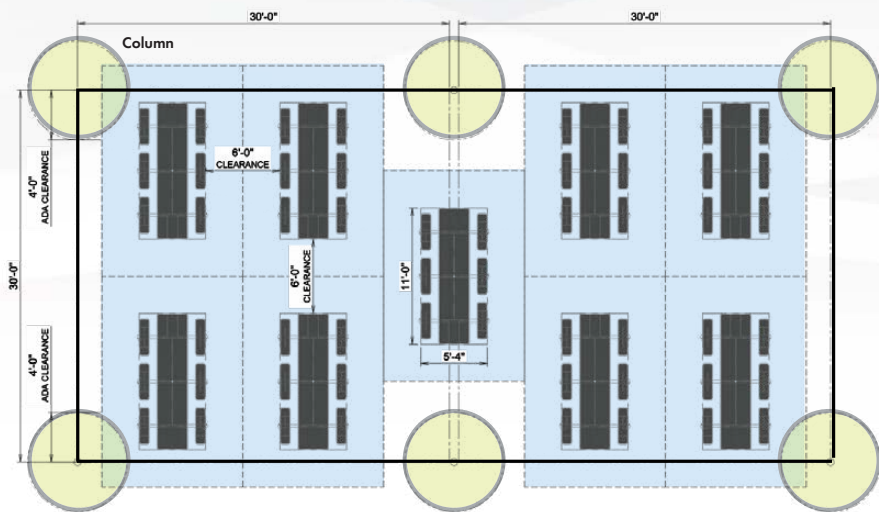 30'-0"
30'-0"
Column
6'-0"
CLEARANCE
4'-0"
ADA CLEARANCE
30'-0"
6'-0"
CLEARANCE
11'-0"
5'-4"
4'-0"
ADA CLEARANCE